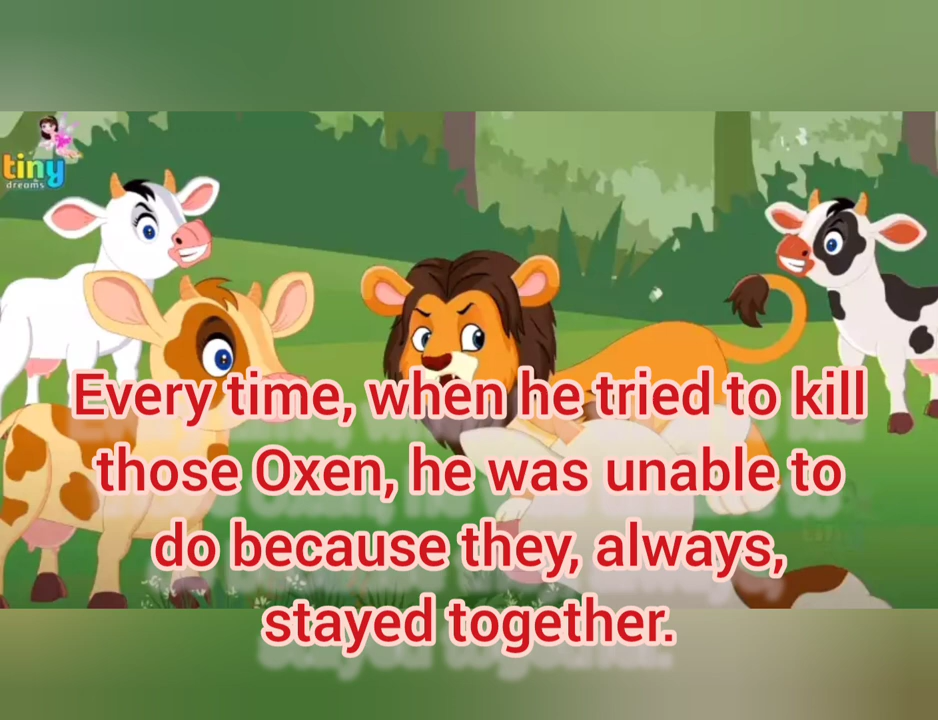 tiny
dreams
Every time, when he tried to kill
those Oxen, he was unable to
do because they, always,
stayed together.